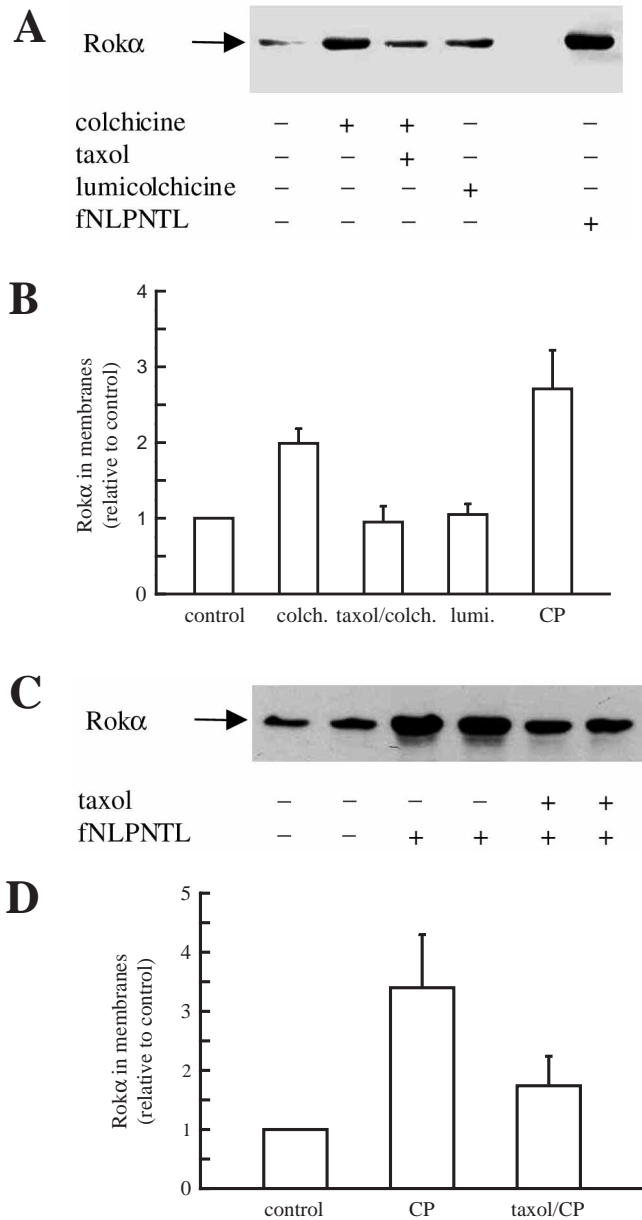 A
Rokα
colchicine – + + – –
taxol – – + – –
lumicolchicine – – – + –
fNLPNTL – – – – +
B
Rokα in membranes
(relative to control)
4
3
2
1
0
control colch. taxol/colch. lumi. CP
C
Rokα
taxol – – – – + +
fNLPNTL – – + + + +
D
Rokα in membranes
(relative to control)
5
4
3
2
1
0
control CP taxol/CP